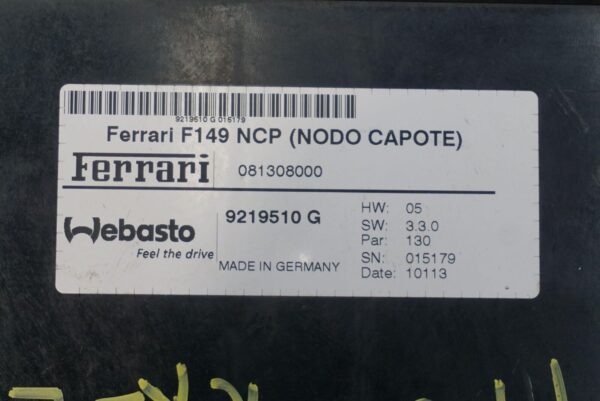 9219510 G 015179
Ferrari F149 NCP (NODO CAPOTE)
Ferrari 081308000
Webasto
Feel the drive
9219510 G
MADE IN GERMANY
HW: 05
SW: 3.3.0
Par: 130
SN: 015179
Date: 10113